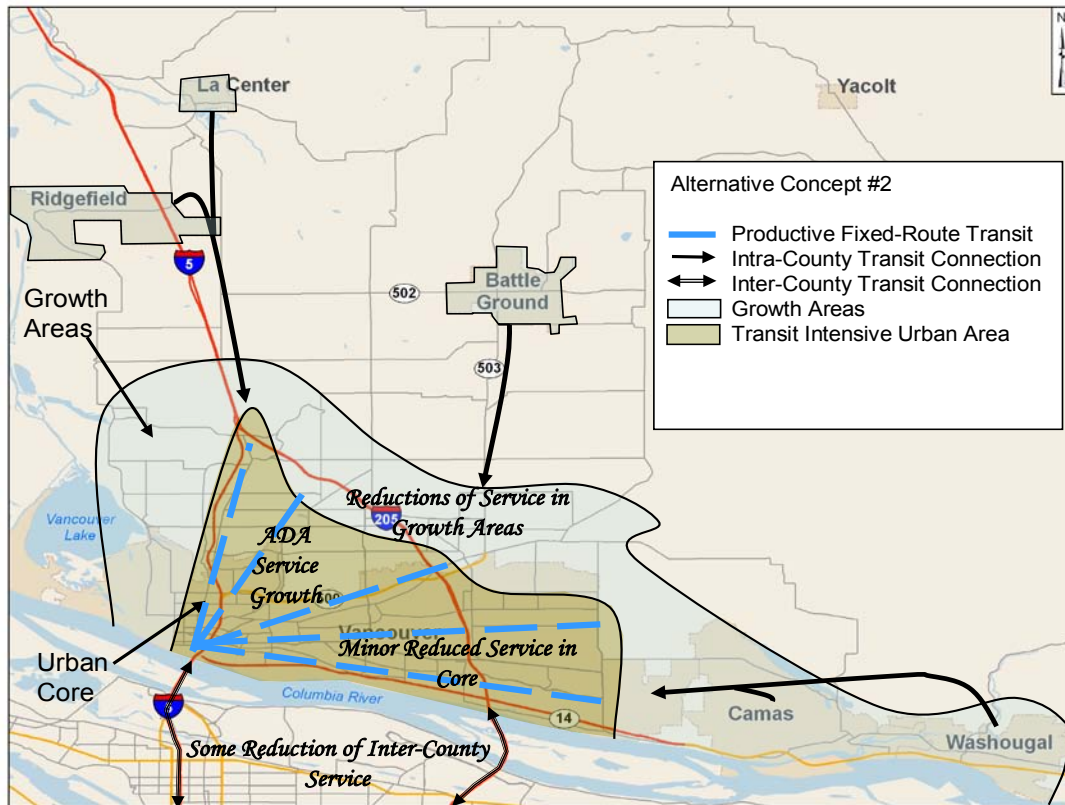 N
La Center
Yacolt
Ridgefield
Alternative Concept #2
Productive Fixed-Route Transit
Intra-County Transit Connection
Inter-County Transit Connection
Growth Areas
Transit Intensive Urban Area
5
Growth
Areas
502
Battle
Ground
503
Reductions of Service in
Growth Areas
205
Vancouver
Lake
ADA
Service
Growth
Vancouver
Minor Reduced Service in
Core
Urban
Core
Columbia River
14
Camas
Washougal
Some Reduction of Inter-County
Service